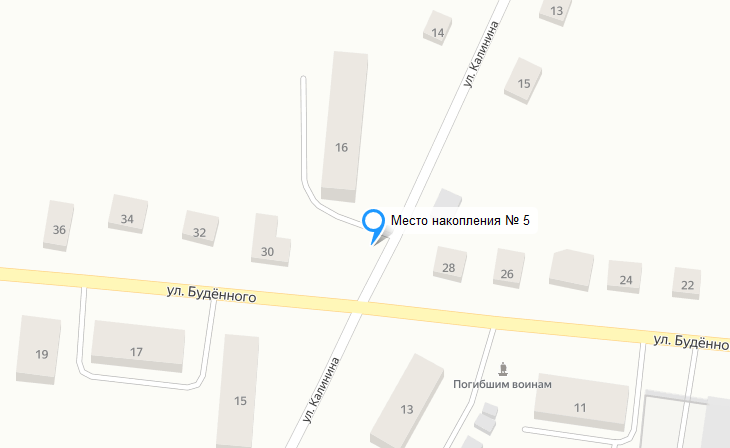 13
14
ул. Калинина
15
16
Место накопления № 5
36
34
32
30
28
26
24
22
ул. Будённого
ул. Будённо
19
17
15
ул. Калинина
13
Погибшим воинам
11